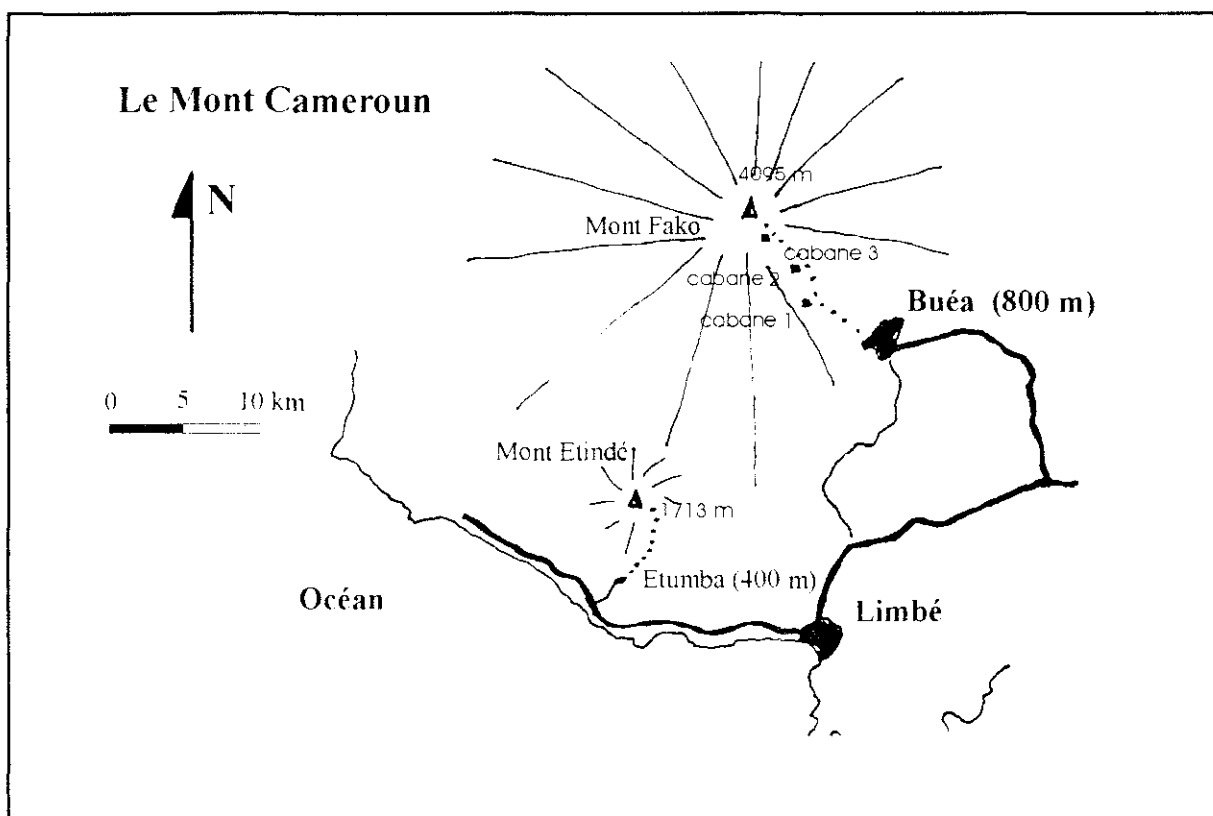 Le Mont Cameroun
N
4095 m
Mont Fako
cabane 3
cabane 2
cabane 1
Buéa (800 m)
0 5 10 km
Mont Etindé
1713 m
Etumba (400 m)
Océan
Limbé